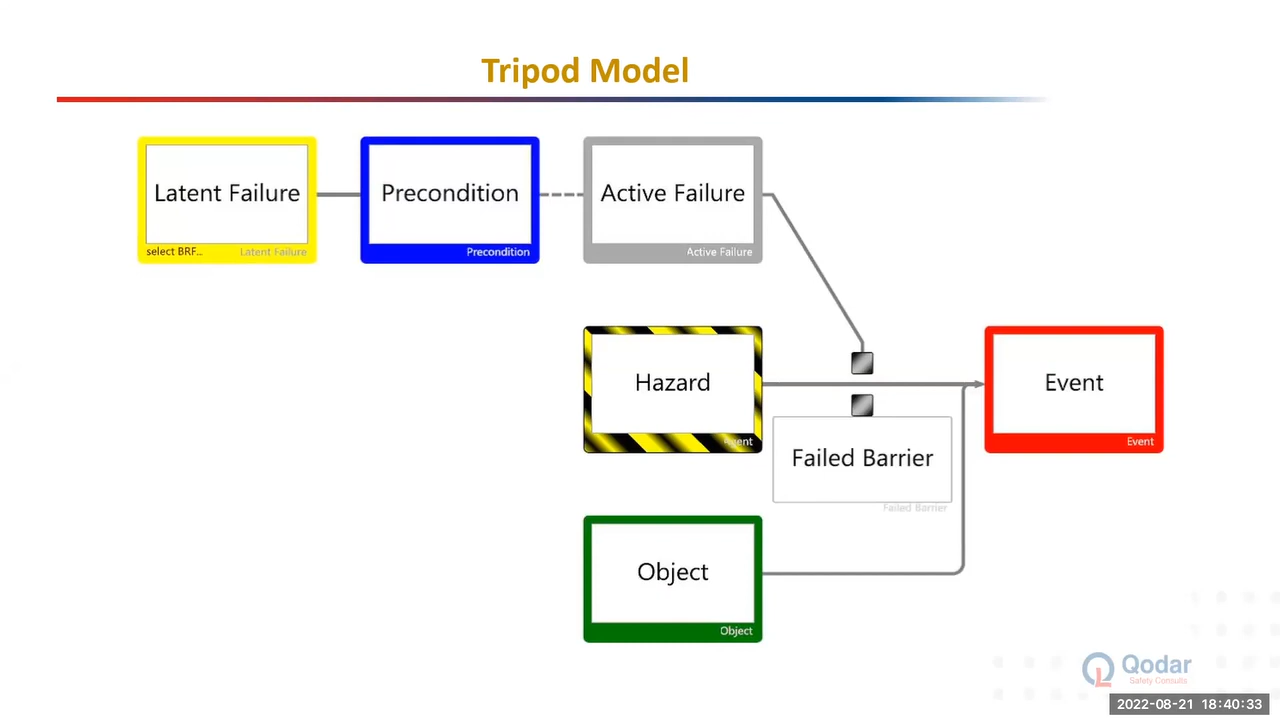 Tripod Model
Latent Failure
select BRF... Latent Failure
Precondition
Precondition
Active Failure
Active Failure
Hazard
Agent
Event
Event
Failed Barrier
Failed Barrier
Object
Object
Qodar
Safety Consults
2022-08-21 18:40:33